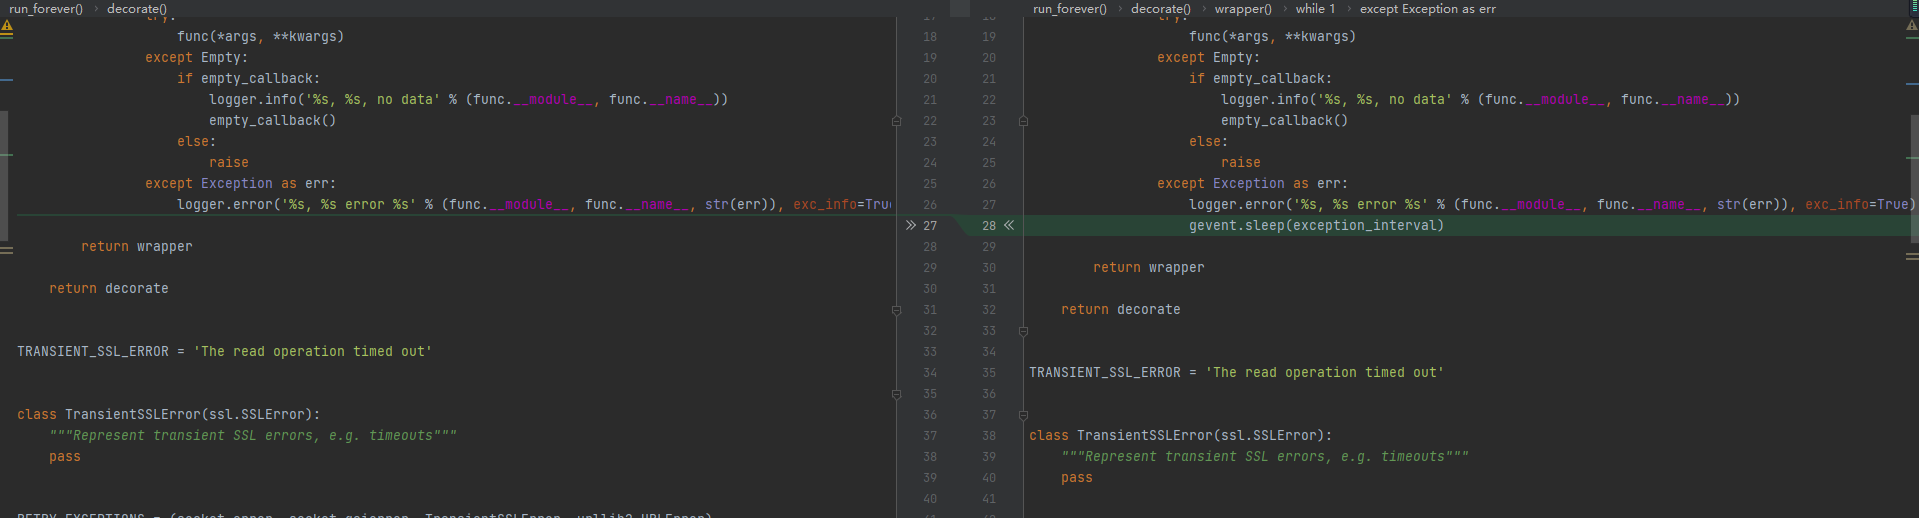 run_forever() › decorate()
try:
func(*args, **kwargs)
except Empty:
if empty_callback:
logger.info('%s, %s, no data' % (func.__module__, func.__name__))
empty_callback()
else:
raise
except Exception as err:
logger.error('%s, %s error %s' % (func.__module__, func.__name__, str(err)), exc_info=True
return wrapper
return decorate
TRANSIENT_SSL_ERROR = 'The read operation timed out'
class TransientSSLError(ssl.SSLError):
"""Represent transient SSL errors, e.g. timeouts"""
pass
RETRY_EXCEPTIONS = (socket.error, socket.gaierror, TransientSSLError, urllib2.URLError)
17
18
19
20
21
22
23
24
25
26
27
28
29
30
31
32
33
34
35
36
37
38
39
40
41
18
19
20
21
22
23
24
25
26
27
28
29
30
31
32
33
34
35
36
37
38
39
40
41
42
run_forever() › decorate() › wrapper() › while 1 › except Exception as err
try:
func(*args, **kwargs)
except Empty:
if empty_callback:
logger.info('%s, %s, no data' % (func.__module__, func.__name__))
empty_callback()
else:
raise
except Exception as err:
logger.error('%s, %s error %s' % (func.__module__, func.__name__, str(err)), exc_info=True)
gevent.sleep(exception_interval)
return wrapper
return decorate
TRANSIENT_SSL_ERROR = 'The read operation timed out'
class TransientSSLError(ssl.SSLError):
"""Represent transient SSL errors, e.g. timeouts"""
pass